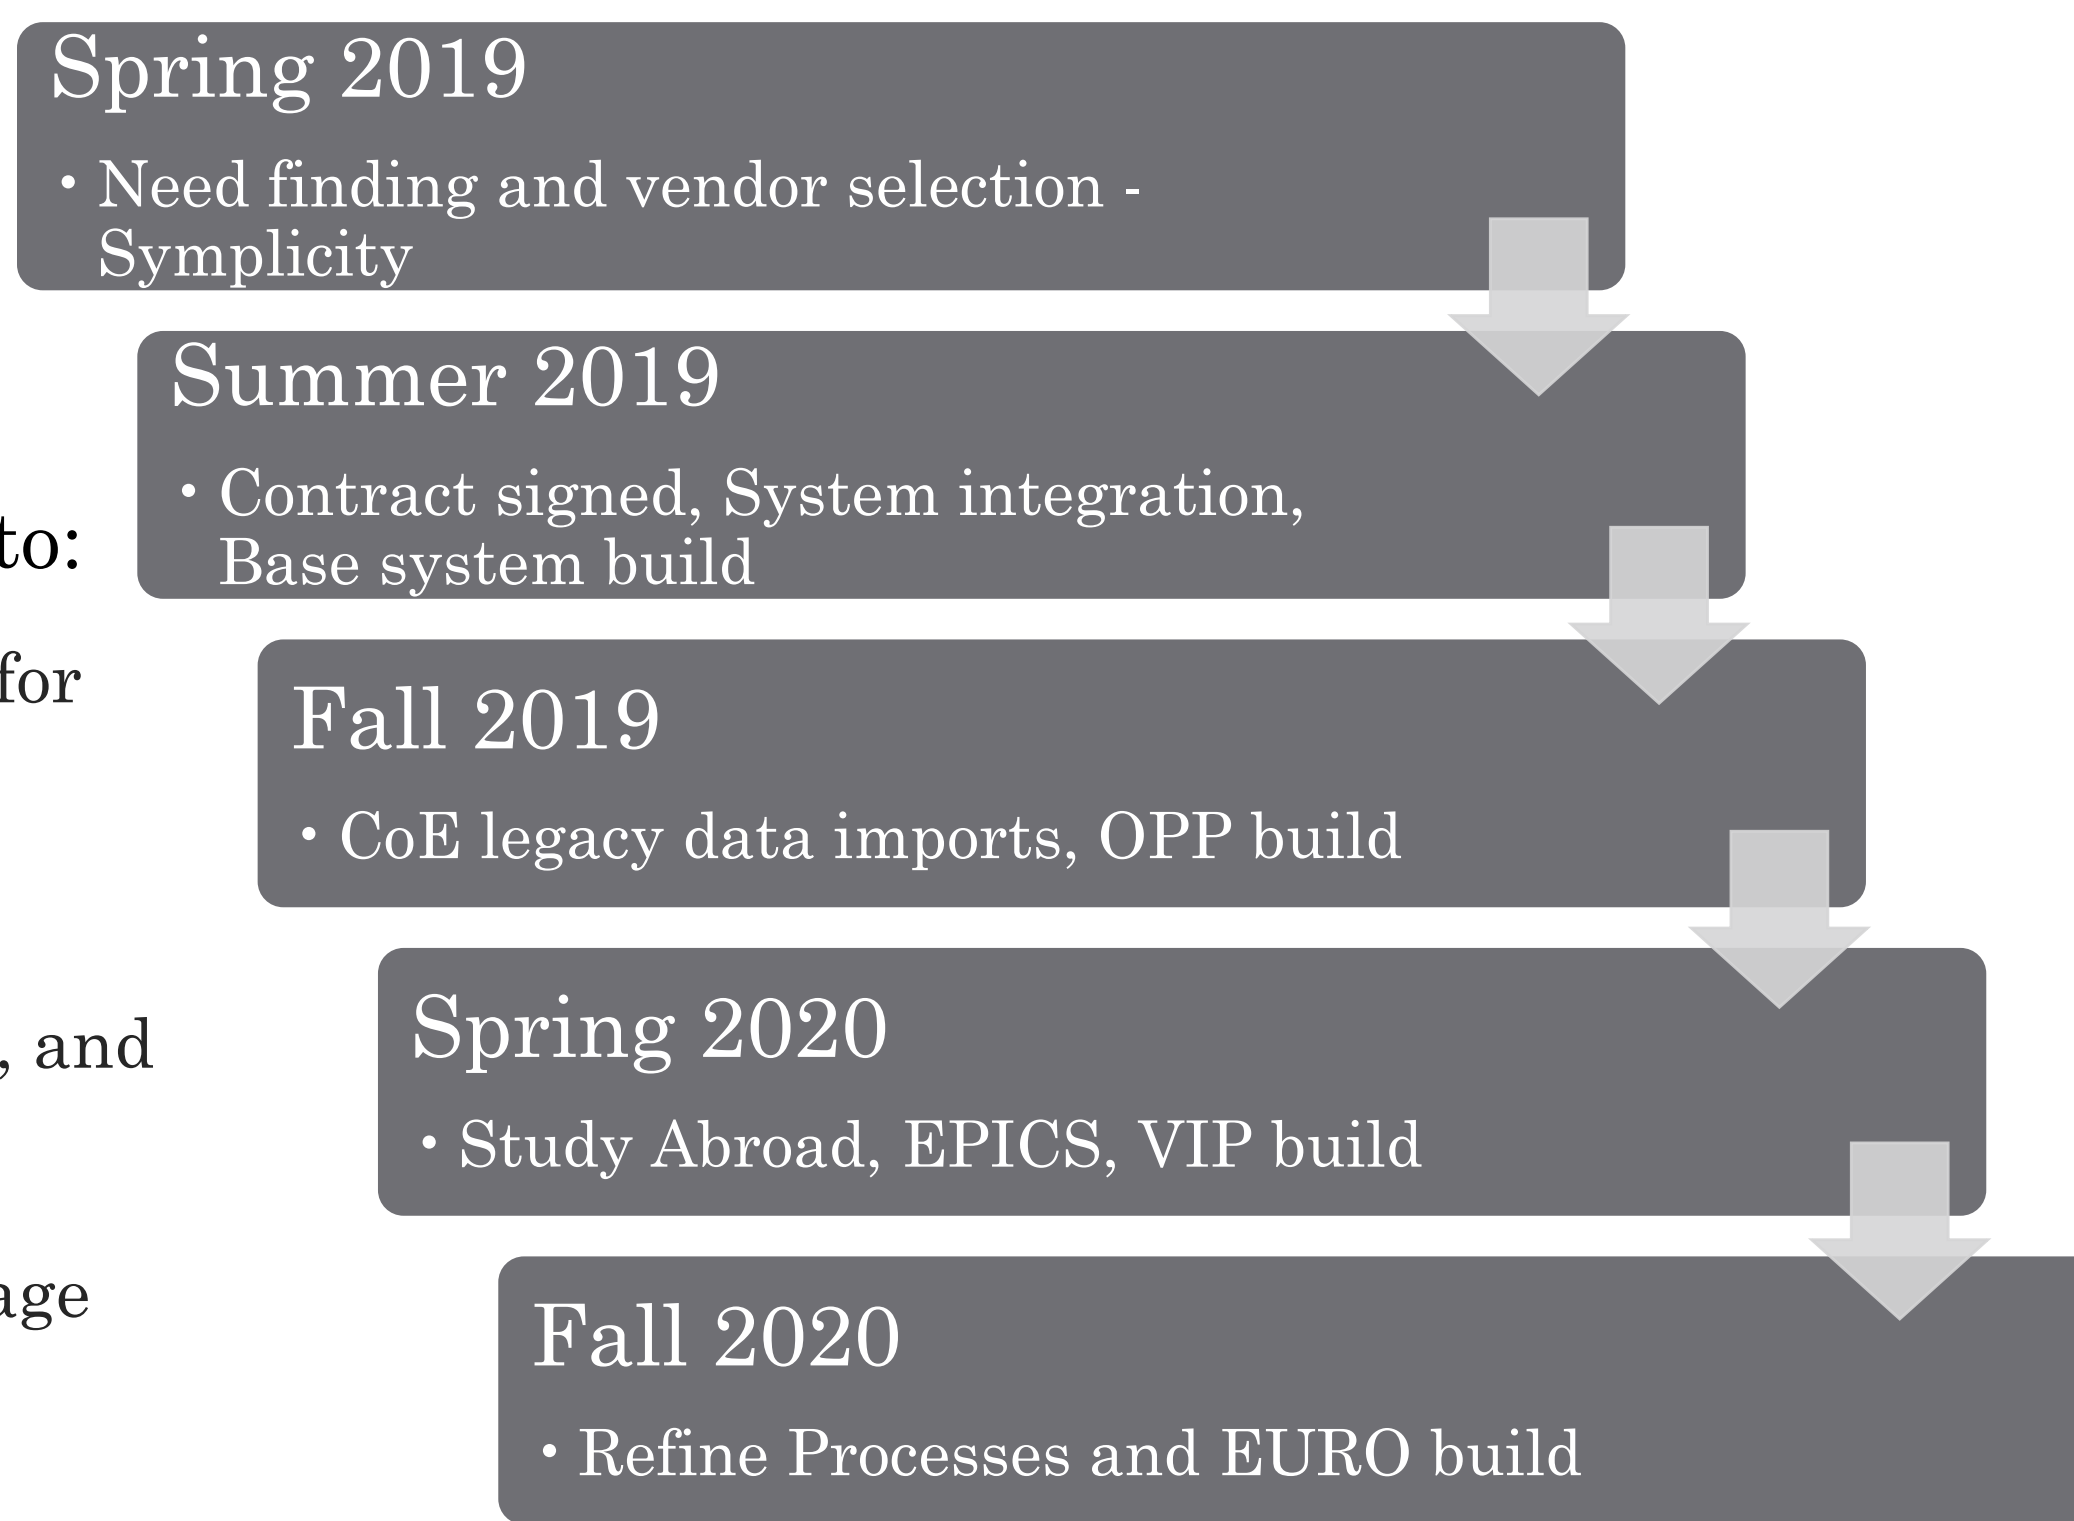 Spring 2019
• Need finding and vendor selection -
Symplicity
Summer 2019
• Contract signed, System integration,
Base system build
to:
for
Fall 2019
• CoE legacy data imports, OPP build
, and
Spring 2020
• Study Abroad, EPICS, VIP build
Fall 2020
• Refine Processes and EURO build